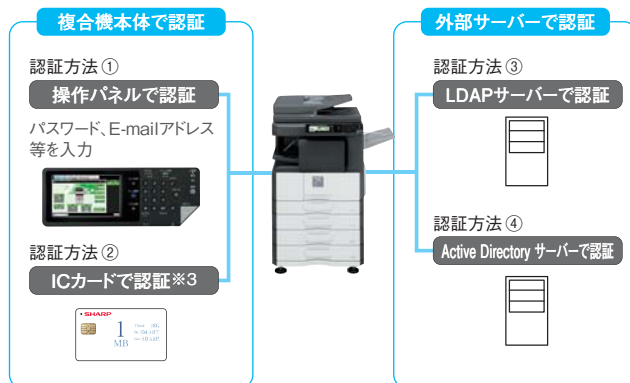 複合機本体で認証
認証方法①
操作パネルで認証
パスワード、E-mailアドレス
等を入力
認証方法②
ICカードで認証※3
SHARP
1
MB
外部サーバーで認証
認証方法③
LDAPサーバーで認証
認証方法④
Active Directory サーバーで認証